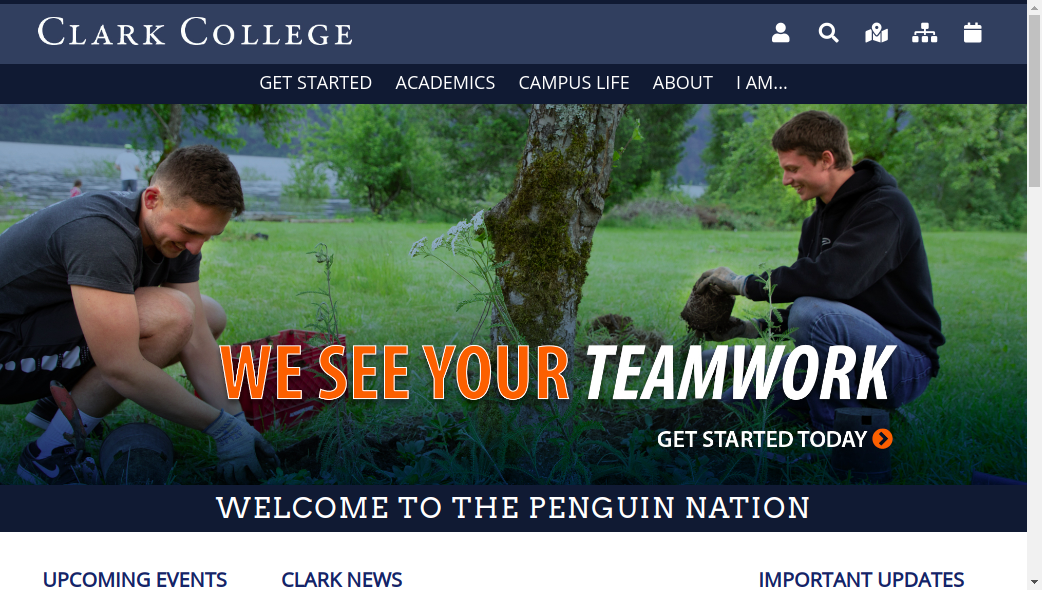 CLARK COLLEGE
GET STARTED ACADEMICS CAMPUS LIFE ABOUT I AM...
WE SEE YOUR TEAMWORK
GET STARTED TODAY
WELCOME TO THE PENGUIN NATION
UPCOMING EVENTS CLARK NEWS IMPORTANT UPDATES